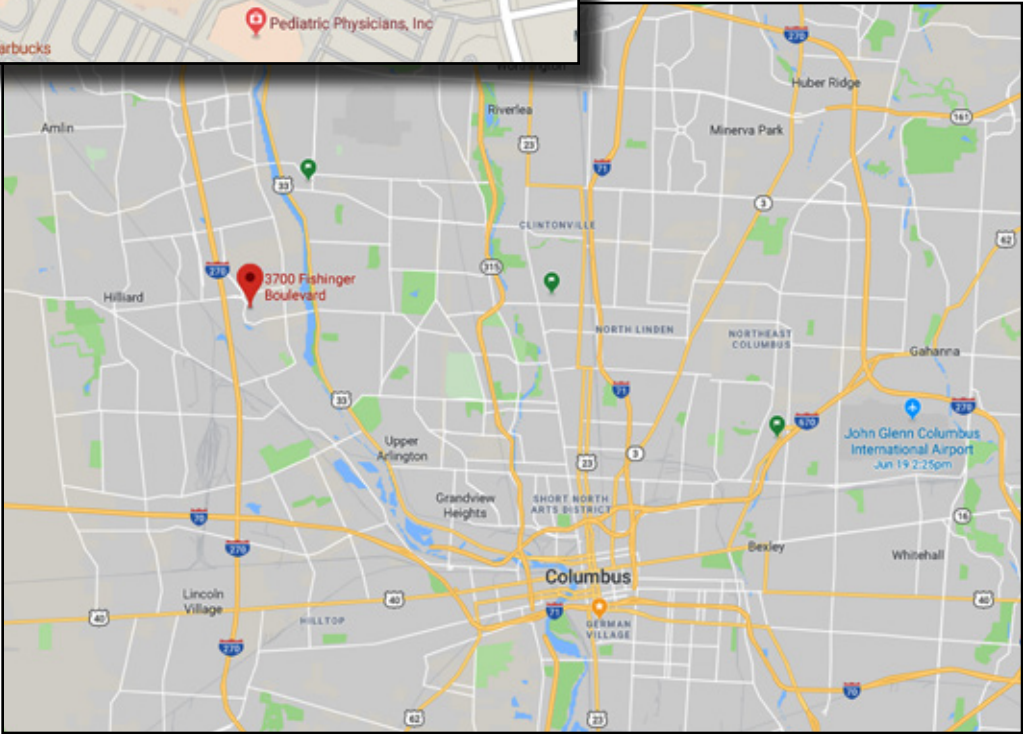 Pediatric Physicians, Inc
arbucks
270
Huber Ridge
Riverlea
161
Amlin
Minerva Park
23
71
33
3
CLINTONVILLE
62
315
270
3700 Fishinger
Boulevard
Hilliard
NORTH LINDEN
NORTHEAST
COLUMBUS
Gahanna
71
33
270
670
John Glenn Columbus
International Airport
Jun 19 2:25pm
Upper
Arlington
3
23
Grandview
Heights
SHORT NORTH
ARTS DISTRICT
70
16
270
Bexley
Whitehall
Columbus
Lincoln
Village
40
40
40
71
HILLTOP
GERMAN
VILLAGE
270
70
62
23